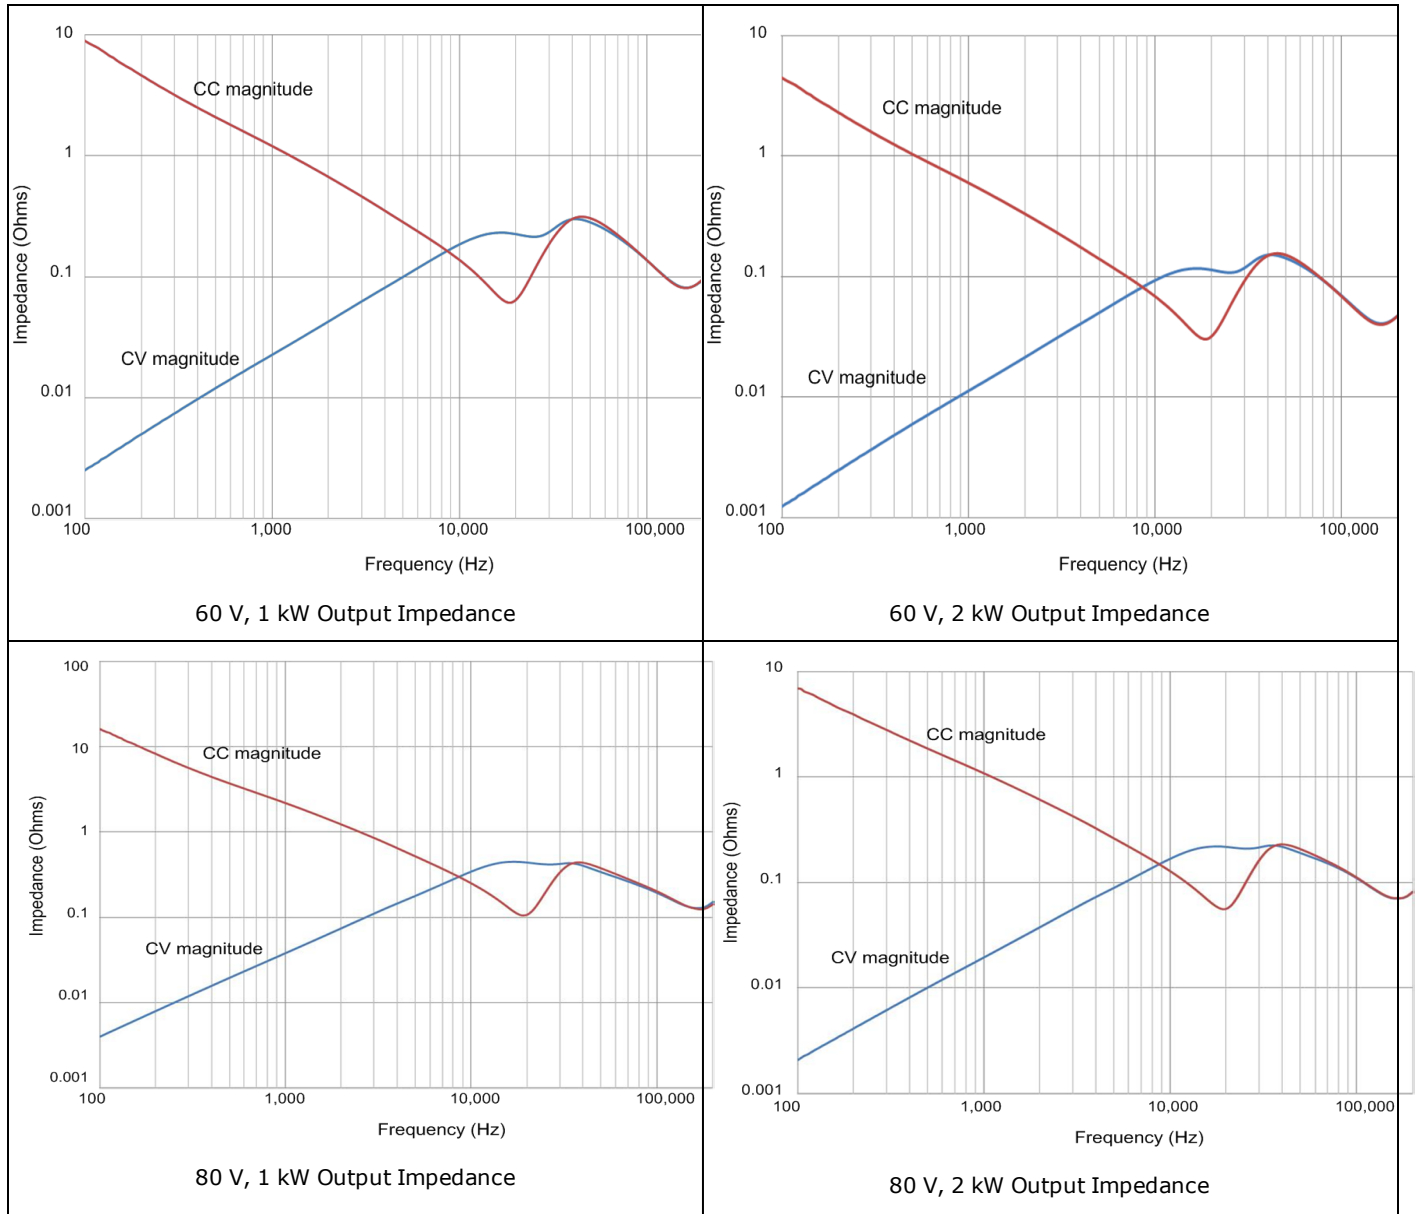 10
CC magnitude
1
Impedance (Ohms)
0.1
CV magnitude
0.01
0.001
100 1,000 10,000 100,000
Frequency (Hz)
60 V, 1 kW Output Impedance
10
CC magnitude
1
Impedance (Ohms)
0.1
CV magnitude
0.01
0.001
100 1,000 10,000 100,000
Frequency (Hz)
60 V, 2 kW Output Impedance
100
10
CC magnitude
1
Impedance (Ohms)
0.1
CV magnitude
0.01
0.001
100 1,000 10,000 100,000
Frequency (Hz)
80 V, 1 kW Output Impedance
10
CC magnitude
1
Impedance (Ohms)
0.1
CV magnitude
0.01
0.001
100 1,000 10,000 100,000
Frequency (Hz)
80 V, 2 kW Output Impedance